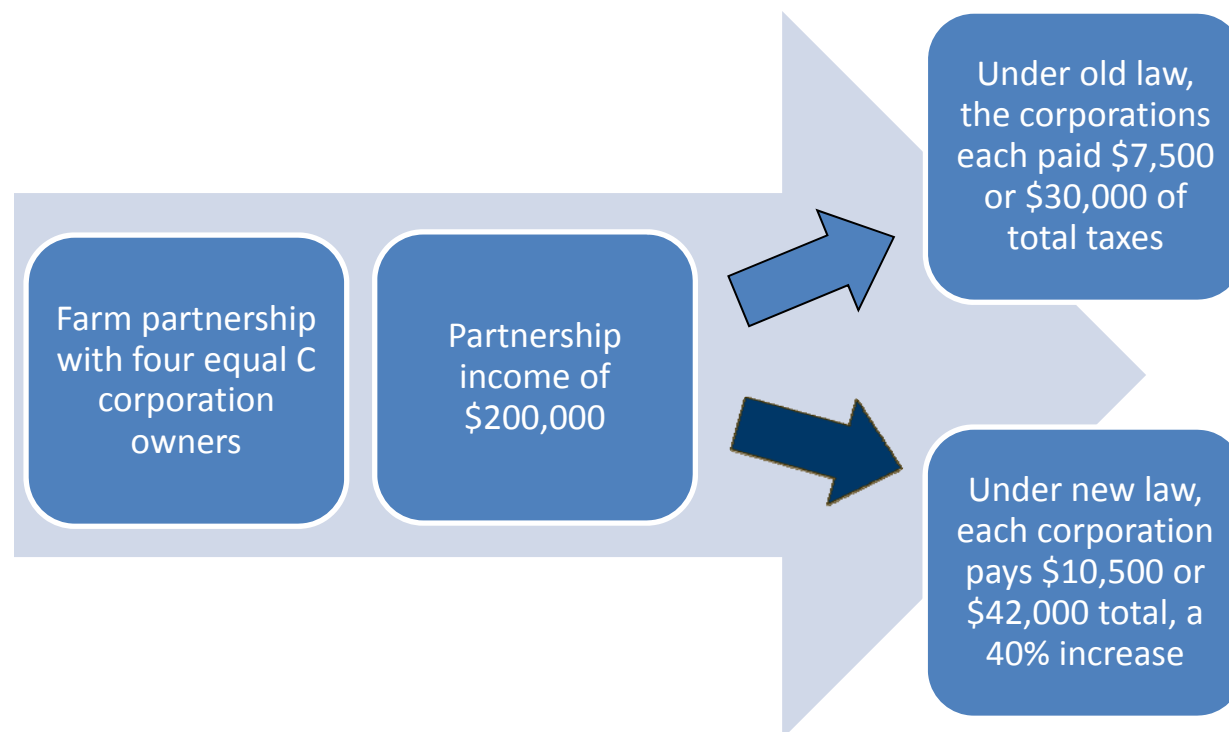 Farm partnership
with four equal C
corporation
owners
Partnership
income of
$200,000
Under old law,
the corporations
each paid $7,500
or $30,000 of
total taxes
Under new law,
each corporation
pays $10,500 or
$42,000 total, a
40% increase